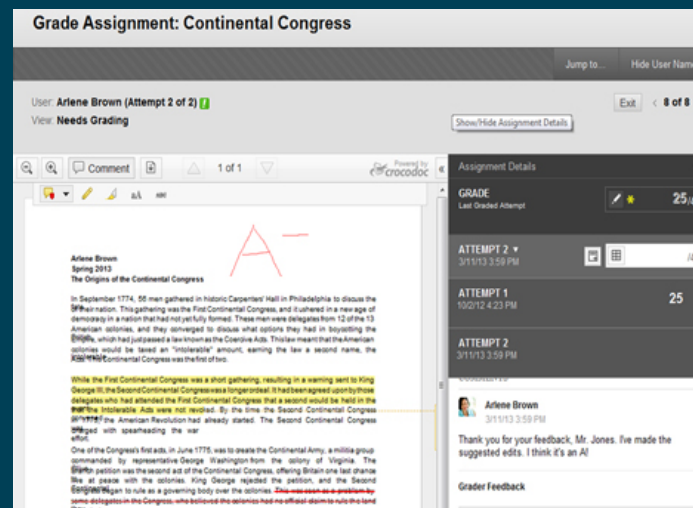 Grade Assignment: Continental Congress
Jump to... Hide User Name
User: Arlene Brown (Attempt 2 of 2)
View: Needs Grading
Exit < 8 of 8
Show/Hide Assignment Details
Comment 1 of 1 Powered by crocodoc
Assignment Details
GRADE
Last Graded Attempt
25
ATTEMPT 2
3/11/13 3:59 PM
ATTEMPT 1
10/2/12 4:23 PM
25
ATTEMPT 2
3/11/13 3:59 PM
Arlene Brown
3/11/13 3:59 PM
Thank you for your feedback, Mr. Jones. I've made the
suggested edits. I think it's an A!
Grader Feedback
A-
Arlene Brown
Spring 2013
The Origins of the Continental Congress
In September 1774, 56 men gathered in historic Carpenters' Hall in Philadelphia to discuss the
of their nation. This gathering was the First Continental Congress, and it ushered in a new age of
democracy in a nation that had not yet fully formed. These men were delegates from 12 of the 13
American colonies, and they converged to discuss what options they had in boycotting the
Empire, which had just passed a law known as the Coercive Acts. This law meant that the American
colonies would be taxed an "intolerable" amount, earning the law a second name, the
Acts. This Continental Congress was the first of two.
While the First Continental Congress was a short gathering, resulting in a warning sent to King
George III, the Second Continental Congress was a longer ordeal. It had been agreed upon by those
delegates who had attended the First Continental Congress that a second would be held in the
that the Intolerable Acts were not revoked. By the time the Second Continental Congress
in 1775, the American Revolution had already started. The Second Continental Congress
charged with spearheading the war
effort.
One of the Congress's first acts, in June 1775, was to create the Continental Army, a militia group
commanded by representative George Washington from the colony of Virginia. The
petition was the second act of the Continental Congress, offering Britain one last chance
at peace with the colonies. King George rejected the petition, and the Second
Congress began to rule as a governing body over the colonies. This was seen as a problem by
some delegates in the Congress, who believed the colonies had no official claim to rule the land